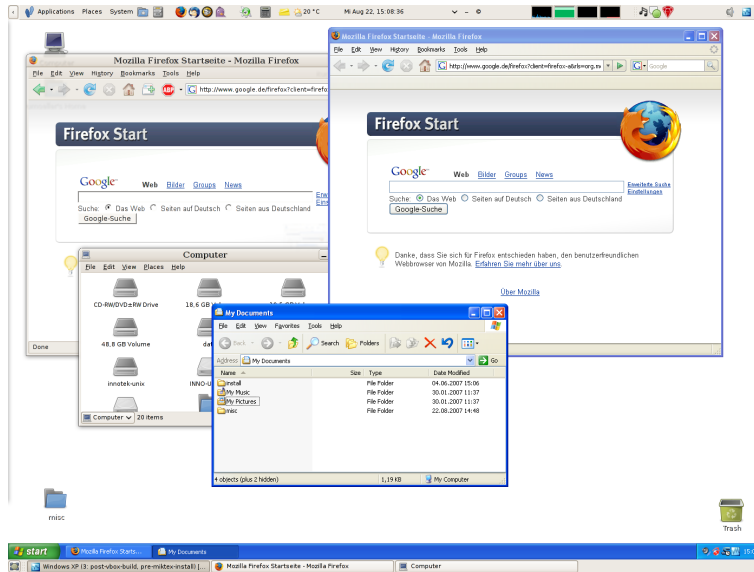 Applications Places System 20 °C Mi Aug 22, 15:08:36
Mozilla Firefox Startseite - Mozilla Firefox
File Edit View History Bookmarks Tools Help
http://www.google.de/firefox?client=firefo
Firefox Start
Google
Web Bilder Groups News
Suche: Das Web Seiten auf Deutsch Seiten aus Deutschland
Google-Suche
Done
Mozilla Firefox Startseite - Mozilla Firefox
File Edit View History Bookmarks Tools Help
http://www.google.de/firefox?client=firefox-a&rls=org.m
Google
Firefox Start
Google
Web Bilder Groups News
Erweiterte Suche
Einstellungen
Suche: Das Web Seiten auf Deutsch Seiten aus Deutschland
Google-Suche
Danke, dass Sie sich für Firefox entschieden haben, den benutzerfreundlichen
Webbrowser von Mozilla. Erfahren Sie mehr über uns.
Über Mozilla
Computer
File Edit View Places Help
CD-RW/DVD±RW Drive 18,6 GB
48,8 GB Volume
innotek-unix
Computer 20 items
My Documents
File Edit View Favorites Tools Help
Back Search Folders
Address My Documents Go
Name Size Type Date Modified
install File Folder 04.06.2007 15:06
My Music File Folder 30.01.2007 11:37
My Pictures File Folder 30.01.2007 11:37
misc File Folder 22.08.2007 14:48
4 objects (plus 2 hidden) 1,19 KB My Computer
misc
Trash
start Mozilla Firefox Starts... My Documents
Windows XP (3: post-vbox-build, pre-miktex-install) [... Mozilla Firefox Startseite - Mozilla Firefox Computer